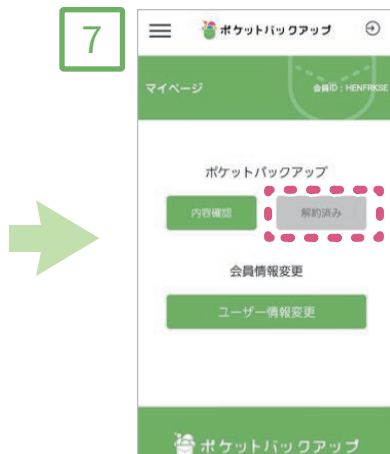 7
ポケットバックアップ
マイページ 会員ID：HENFRKSE
ポケットバックアップ
内容確認 解約済み
会員情報変更
ユーザー情報変更
ポケットバックアップ